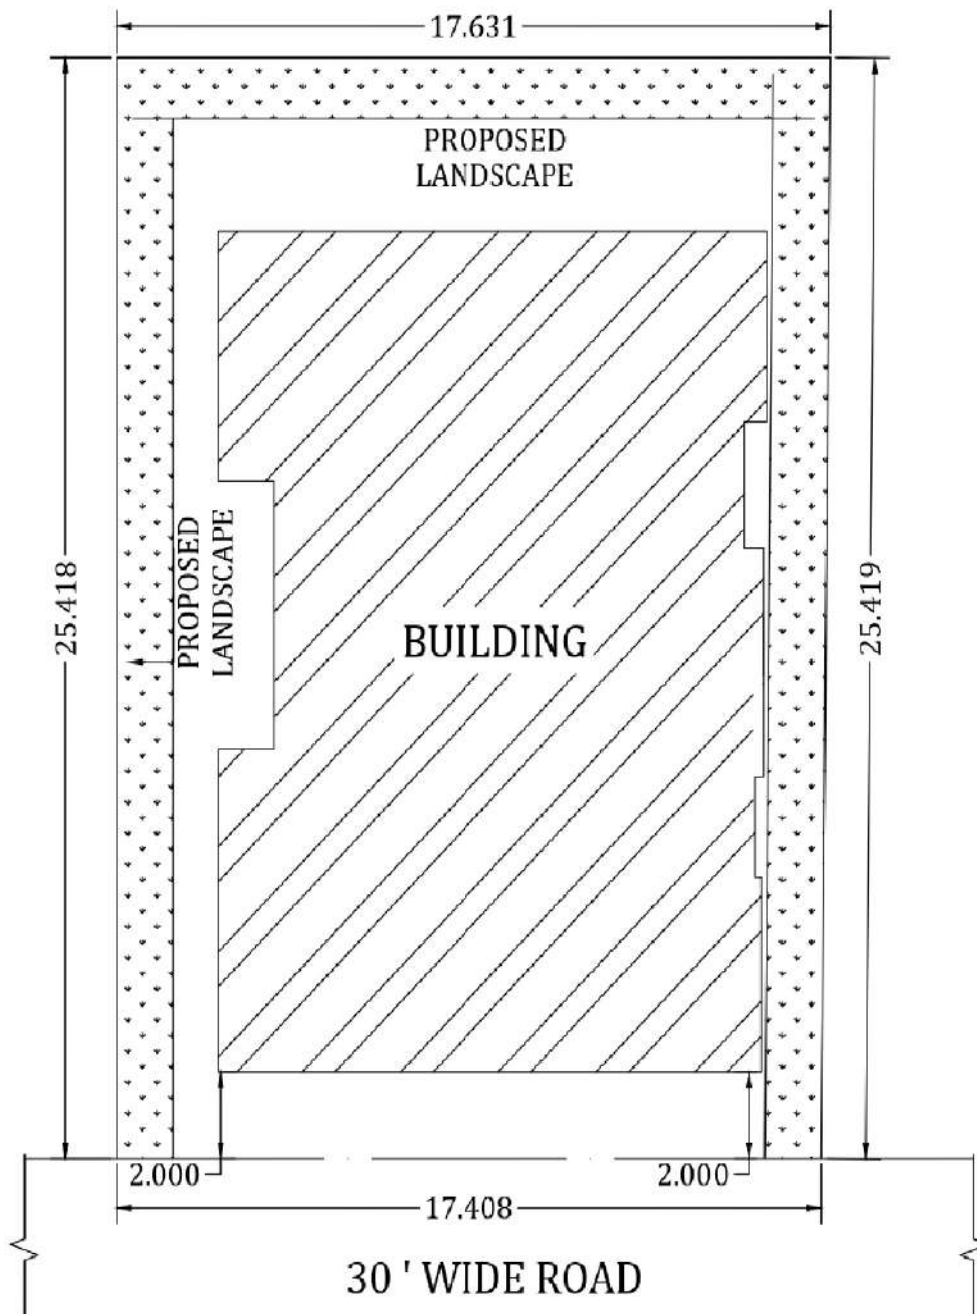 17.631
PROPOSED
LANDSCAPE
25.418
PROPOSED
LANDSCAPE
BUILDING
25.419
2.000
2.000
17.408
30 ' WIDE ROAD